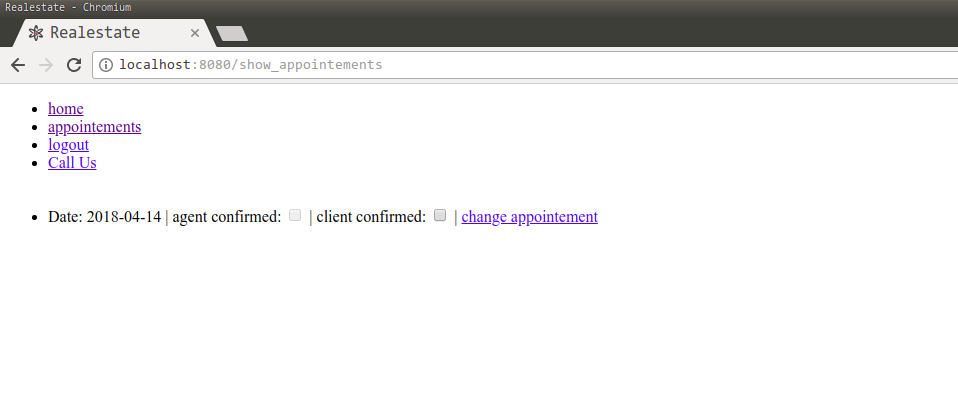 Realestate - Chromium
Realestate
localhost:8080/show_appointements
home
appointements
logout
Call Us
Date: 2018-04-14 | agent confirmed: | client confirmed: | change appointement